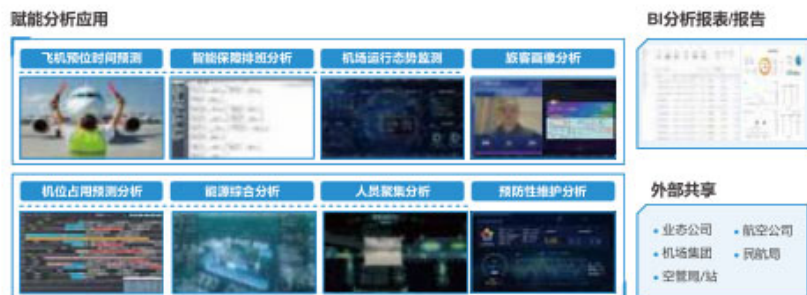 赋能分析应用
飞机预位时间预测
智能保障排班分析
机场运行态势监测
旅客画像分析
机位占用预测分析
能源综合分析
人员聚集分析
预防性维护分析
BI分析报表/报告
外部共享
• 业态公司
• 航空公司
• 机场集团
• 民航局
• 空管局/站